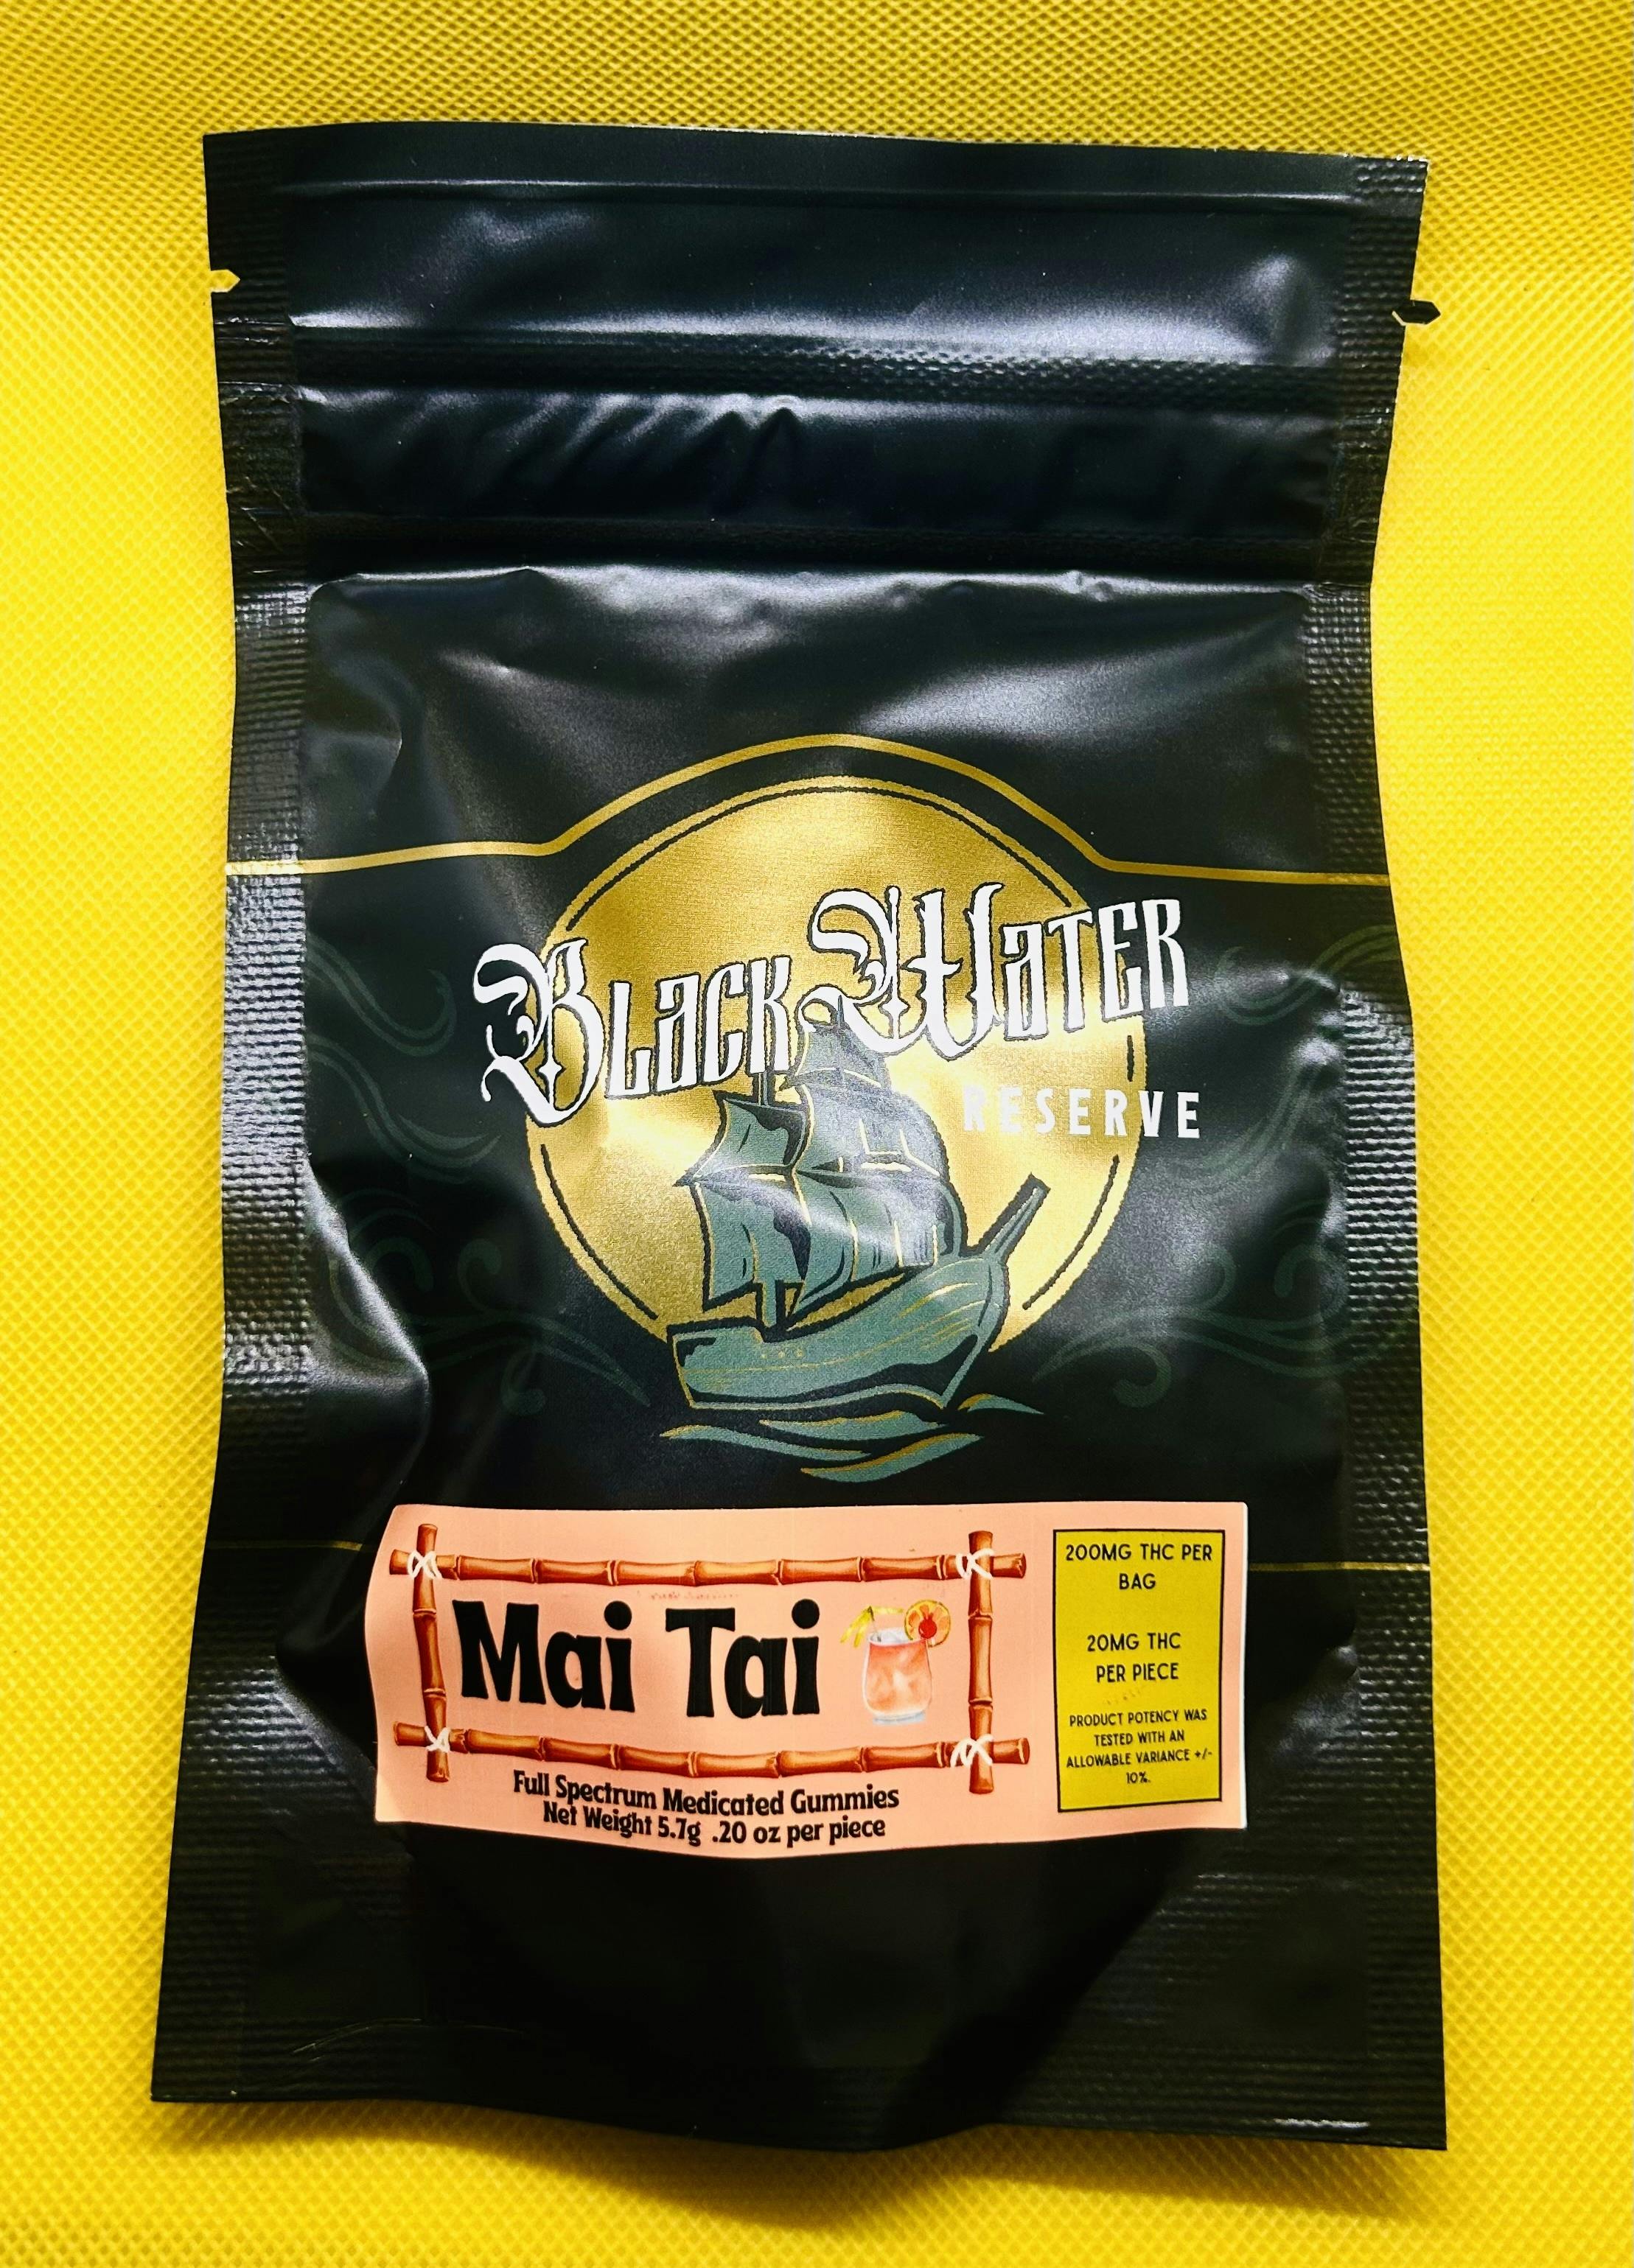 Black Water
RESERVE
Mai Tai
Full Spectrum Medicated Gummies
Net Weight 5.7g .20 oz per piece
200MG THC PER
BAG
20MG THC
PER PIECE
PRODUCT POTENCY WAS
TESTED WITH AN
ALLOWABLE VARIANCE +/-
10%.